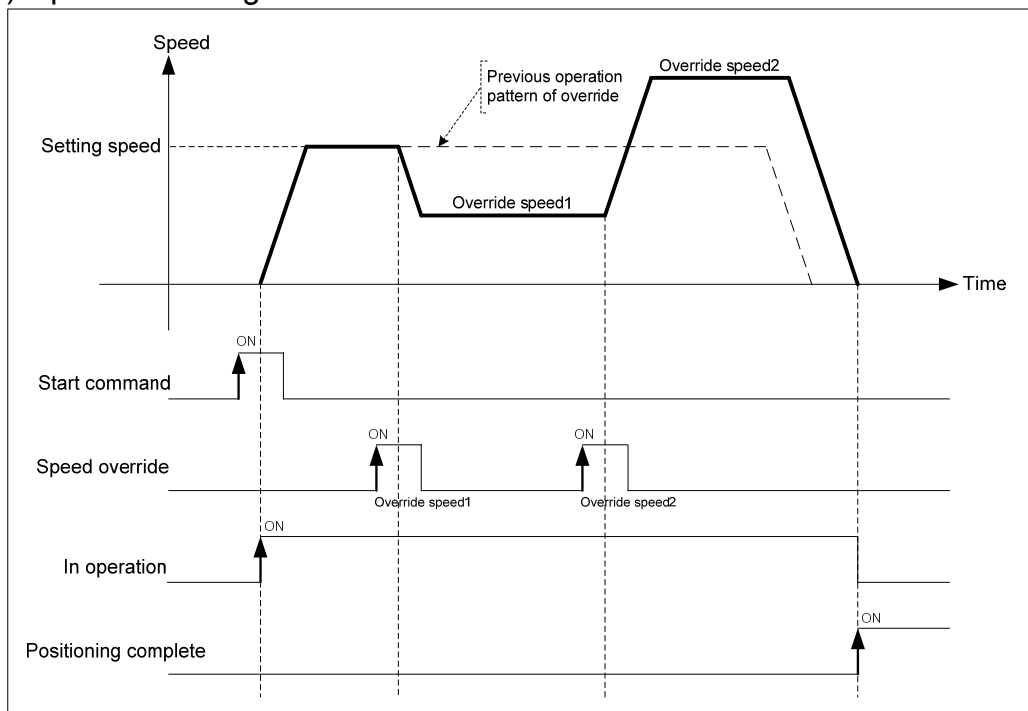 Speed
Override speed2
Previous operation
pattern of override
Setting speed
Override speed1
Time
ON
Start command
ON
ON
Speed override
Override speed1
Override speed2
ON
In operation
ON
Positioning complete